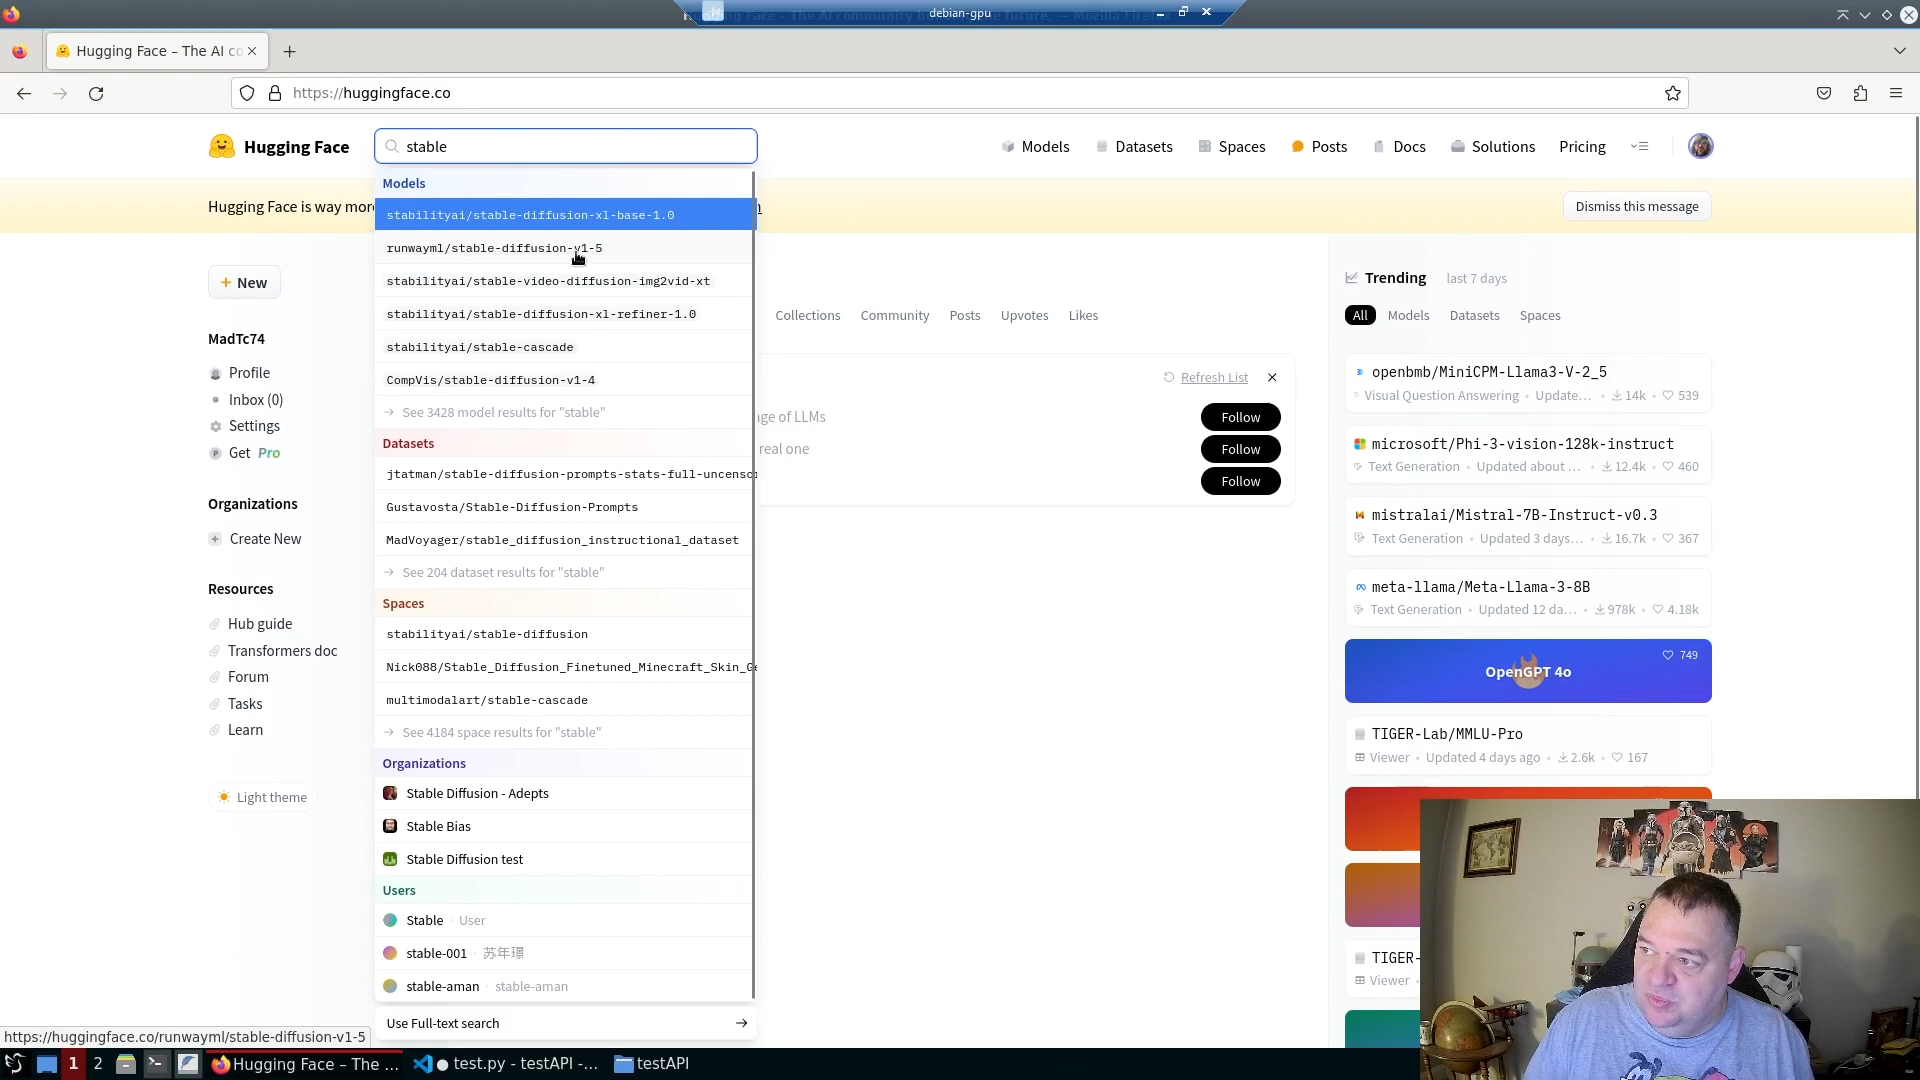 debian-gpu
Hugging Face – The AI co
https://huggingface.co
Hugging Face
stable
Models
Datasets
Spaces
Posts
Docs
Solutions
Pricing
Hugging Face is way mor
Dismiss this message
Models
stabilityai/stable-diffusion-xl-base-1.0
runwayml/stable-diffusion-v1-5
stabilityai/stable-video-diffusion-img2vid-xt
stabilityai/stable-diffusion-xl-refiner-1.0
stabilityai/stable-cascade
CompVis/stable-diffusion-v1-4
See 3428 model results for "stable"
Datasets
jtatman/stable-diffusion-prompts-stats-full-uncenso
Gustavosta/Stable-Diffusion-Prompts
MadVoyager/stable_diffusion_instructional_dataset
See 204 dataset results for "stable"
Spaces
stabilityai/stable-diffusion
Nick088/Stable_Diffusion_Finetuned_Minecraft_Skin_Ge
multimodalart/stable-cascade
See 4184 space results for "stable"
Organizations
Stable Diffusion - Adepts
Stable Bias
Stable Diffusion test
Users
Stable · User
stable-001 · 苏年璟
stable-aman · stable-aman
Use Full-text search
New
MadTc74
Profile
Inbox (0)
Settings
Get Pro
Organizations
Create New
Resources
Hub guide
Transformers doc
Forum
Tasks
Learn
Light theme
Collections
Community
Posts
Upvotes
Likes
Refresh List
ge of LLMs
Follow
real one
Follow
Follow
Trending last 7 days
All
Models
Datasets
Spaces
openbmb/MiniCPM-Llama3-V-2_5
Visual Question Answering • Update… • 14k • 539
microsoft/Phi-3-vision-128k-instruct
Text Generation • Updated about … • 12.4k • 460
mistralai/Mistral-7B-Instruct-v0.3
Text Generation • Updated 3 days… • 16.7k • 367
meta-llama/Meta-Llama-3-8B
Text Generation • Updated 12 da… • 978k • 4.18k
749
OpenGPT 4o
TIGER-Lab/MMLU-Pro
Viewer • Updated 4 days ago • 2.6k • 167
TIGER-
Viewer
https://huggingface.co/runwayml/stable-diffusion-v1-5
1
2
Hugging Face – The ...
test.py - testAPI -...
testAPI